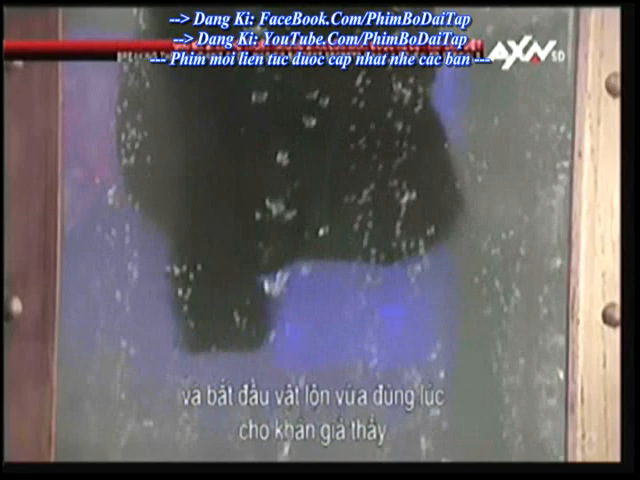 --> Dang Ki: FaceBook.Com/PhimBoDaiTap
--> Dang Ki: YouTube.Com/PhimBoDaiTap
--- Phim moi lien tuc duoc cap nhat nhe cac ban ---
AXN SD
và bắt đầu vật lộn vừa đúng lúc
cho khán giả thấy